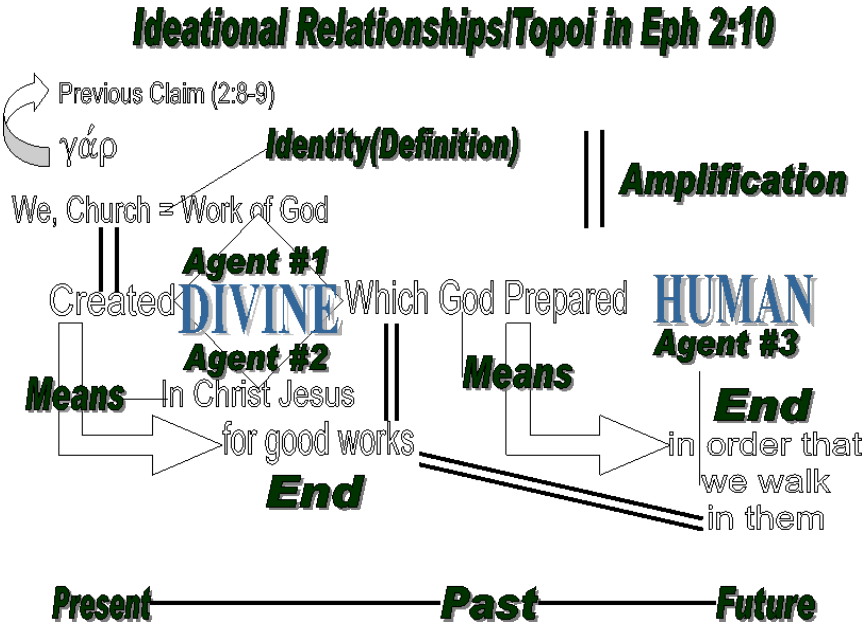 Ideational Relationships/Topoi in Eph 2:10
Previous Claim (2:8-9)
γάρ
Identity(Definition)
Amplification
We, Church = Work of God
Agent #1
Created DIVINE Which God Prepared HUMAN
Agent #2
Agent #3
Means
Means
In Christ Jesus
End
for good works
in order that
we walk
End
in them
Present Past Future